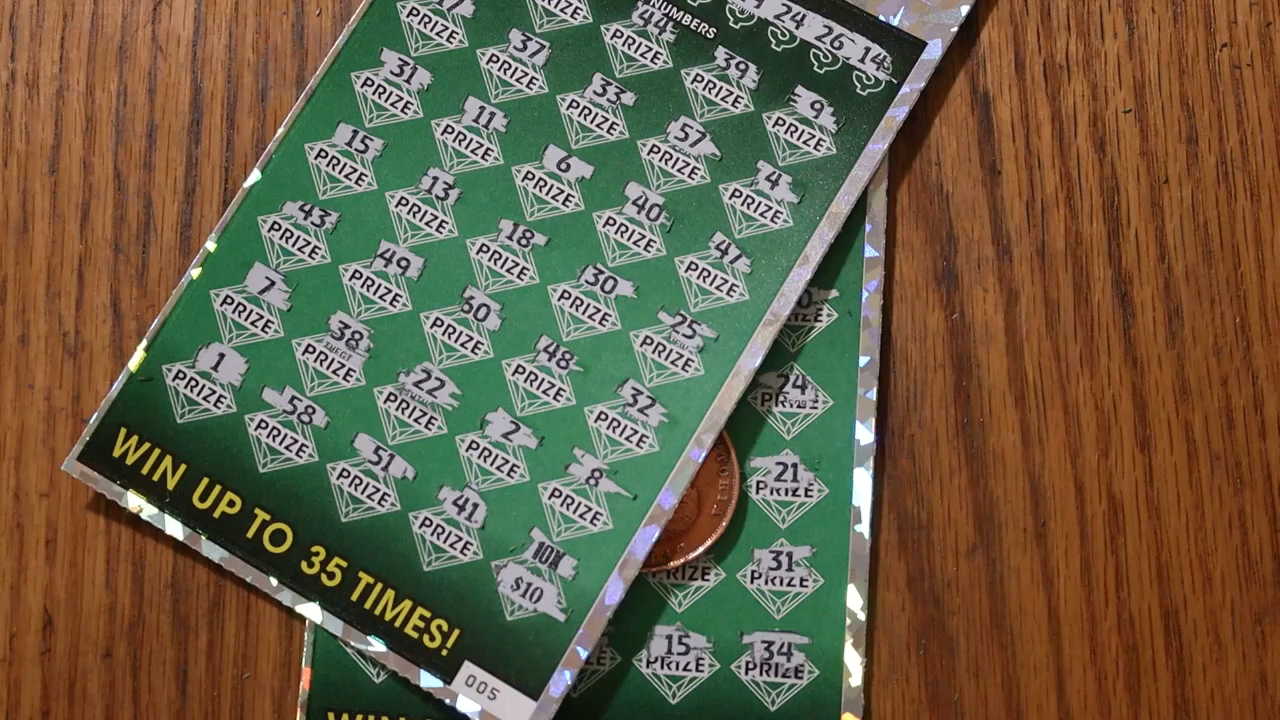 NUMBERS
24 26 14
44 39 9
PRIZE PRIZE PRIZE PRIZE PRIZE
37 33 57 4
PRIZE PRIZE PRIZE PRIZE
31 11 6 40 47
PRIZE PRIZE PRIZE PRIZE PRIZE
15 13 18 30 25
PRIZE PRIZE PRIZE PRIZE PRIZE
43 49 60 48 32
PRIZE PRIZE PRIZE PRIZE PRIZE
7 38 22 2 8
PRIZE PRIZE PRIZE PRIZE PRIZE
1 58 51 41 10X
PRIZE PRIZE PRIZE PRIZE $10
WIN UP TO 35 TIMES!
005
24
PRIZE
21
PRIZE
31
PRIZE PRIZE
15 34
PRIZE PRIZE